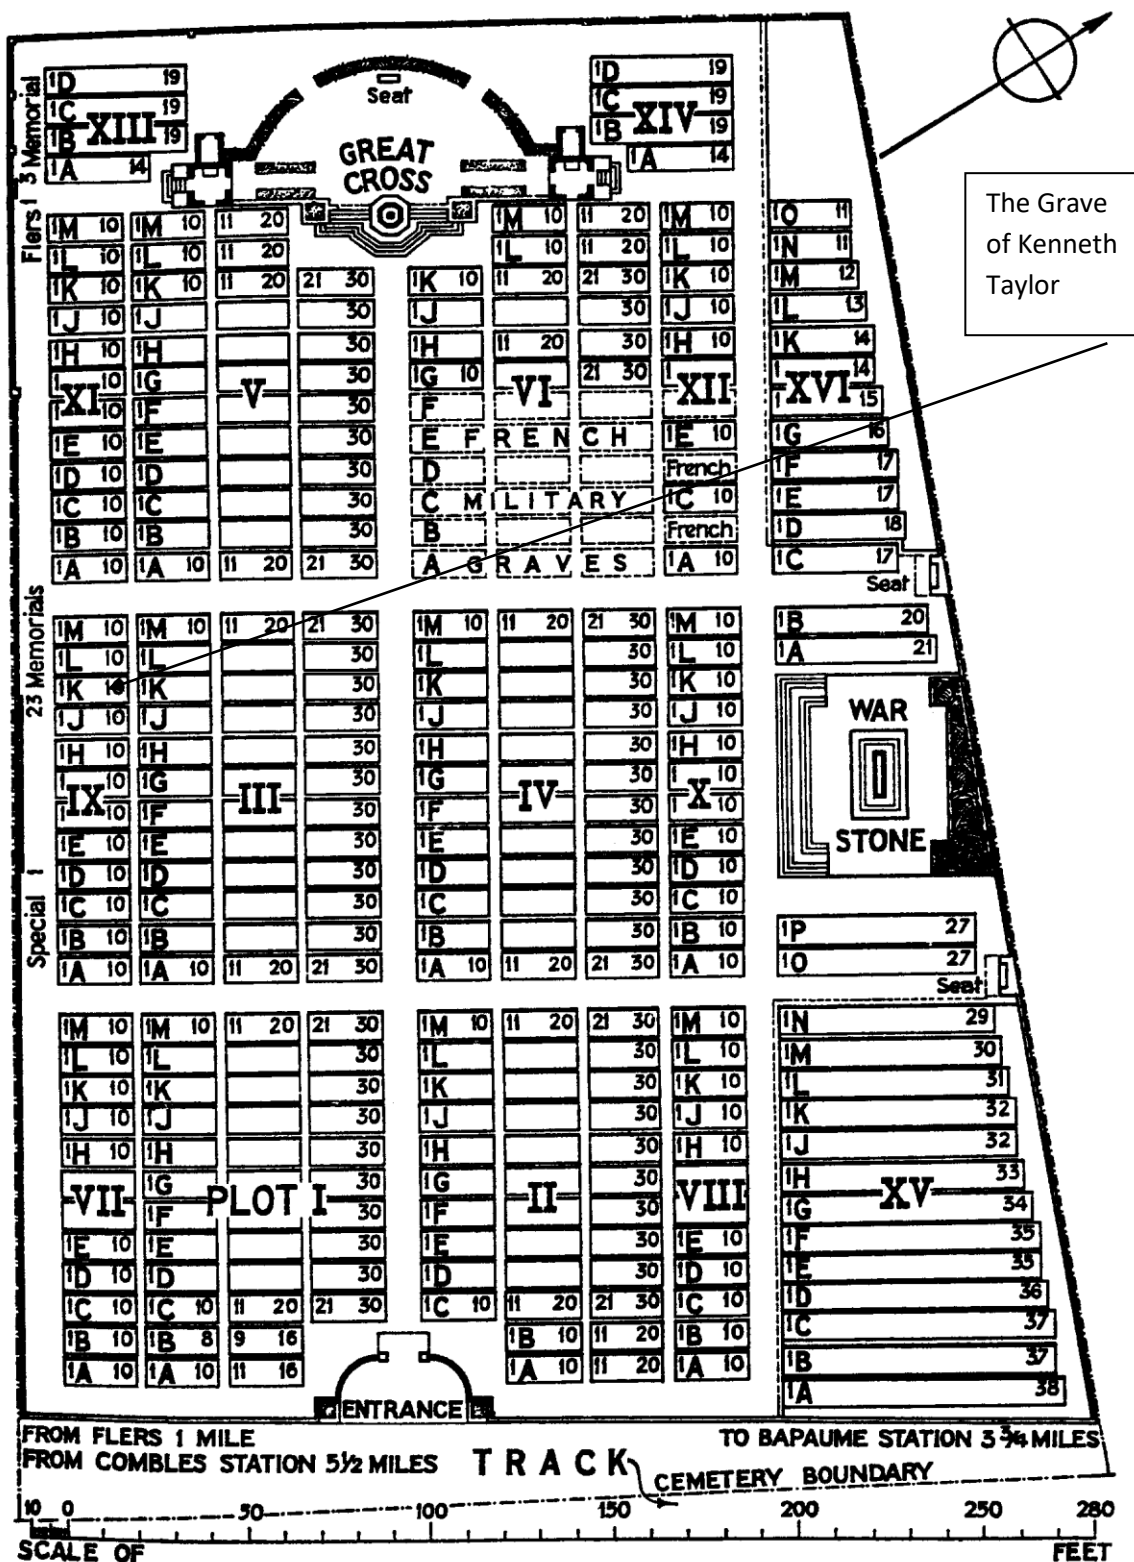 The Grave
of Kenneth
Taylor
1D 19
1C 19
1B 19
1A 14
XIII
Seat
GREAT
CROSS
1D 19
1C 19
1B 19
1A 14
XIV
Flers 1 3 Memorial
1M 10 1M 10 11 20 1M 10 11 20 1M 10 1O 11
1L 10 1L 10 11 20 1L 10 11 20 1L 10 1N 11
1K 10 1K 10 11 20 21 30 1K 10 11 20 21 30 1K 10 1M 12
1J 10 1J 30 1J 30 1J 10 1L 13
1H 10 1H 30 1H 11 20 30 1H 10 1K 14
1 10 1G 30 1G 10 21 30 1 10 1 14
XI V VI XII XVI
1 10 1F 30 F 1 15
1E 10 1E 30 E FRENCH 1E 10 1G 16
1D 10 1D 30 D French 1F 17
1C 10 1C 30 C MILITARY 1C 10 1E 17
1B 10 1B 30 B French 1D 18
1A 10 1A 10 11 20 21 30 A GRAVES 1A 10 1C 17
Seat
Special 1 23 Memorials
1M 10 1M 10 11 20 21 30 1M 10 11 20 21 30 1M 10 1B 20
1L 10 1L 30 1L 30 1L 10 1A 21
1K 1K 30 1K 30 1K 10
1J 10 1J 30 1J 30 1J 10
1H 10 1H 30 1H 30 1H 10
1 10 1G 30 1G 30 1 10
IX III IV X
1 10 1F 30 1F 30 1 10
1E 10 1E 30 1E 30 1E 10
1D 10 1D 30 1D 30 1D 10
1C 10 1C 30 1C 30 1C 10
1B 10 1B 30 1B 30 1B 10
1A 10 1A 10 11 20 21 30 1A 10 11 20 21 30 1A 10
WAR
STONE
1P 27
1O 27
Seat
1M 10 1M 10 11 20 21 30 1M 10 11 20 21 30 1M 10 1N 29
1L 10 1L 30 1L 30 1L 10 1M 30
1K 10 1K 30 1K 30 1K 10 1L 31
1J 10 1J 30 1J 30 1J 10 1K 32
1H 10 1H 30 1H 30 1H 10 1J 32
1G 30 1G 30 1H 33
VII PLOT I II VIII XV
1F 30 1F 30 1G 34
1E 10 1E 30 1E 30 1E 10 1F 35
1D 10 1D 30 1D 30 1D 10 1E 35
1C 10 1C 10 11 20 21 30 1C 10 11 20 21 30 1C 10 1D 36
1B 10 1B 8 9 16 1B 10 11 20 1B 10 1C 37
1A 10 1A 10 11 16 1A 10 11 20 1A 10 1B 37
1A 38
ENTRANCE
FROM FLERS 1 MILE
FROM COMBLES STATION 5½ MILES
TRACK
TO BAPAUME STATION 3¾ MILES
CEMETERY BOUNDARY
10 0 50 100 150 200 250 280
SCALE OF FEET